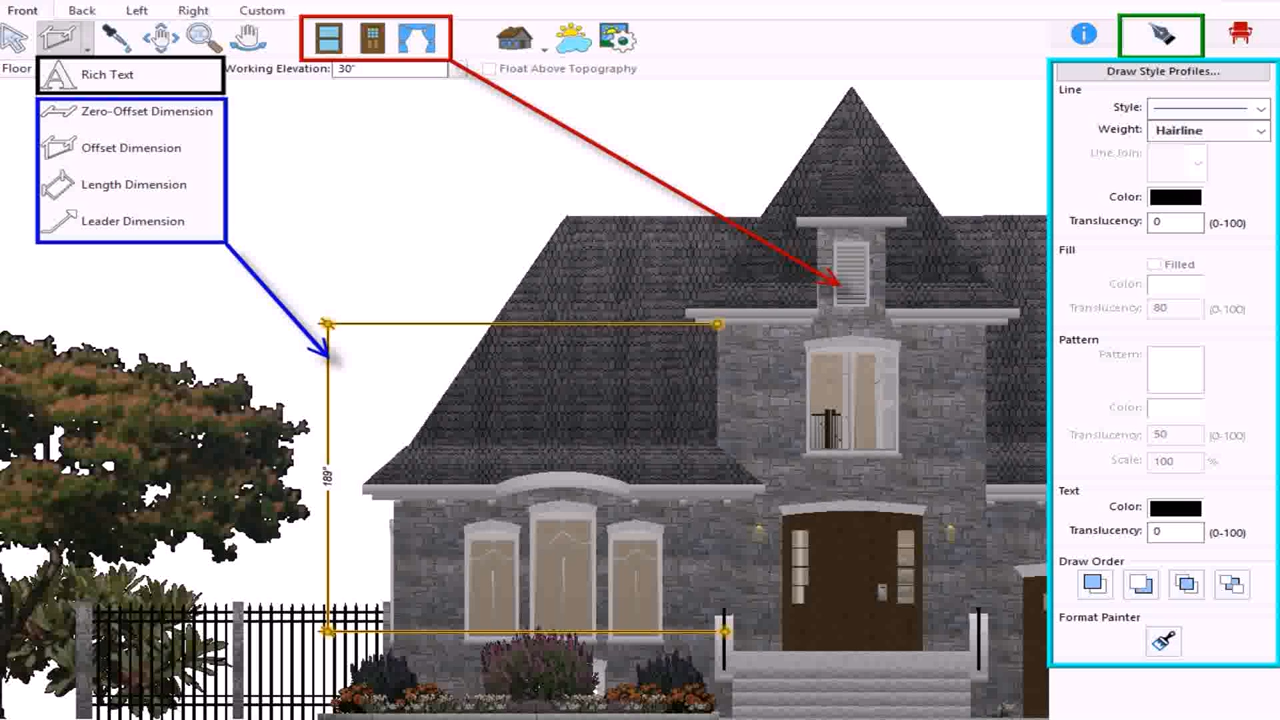 Front Back Left Right Custom
Floor
Working Elevation: 30"
Float Above Topography
Rich Text
Zero-Offset Dimension
Offset Dimension
Length Dimension
Leader Dimension
189"
Draw Style Profiles...
Line
Style:
Weight: Hairline
Line Join:
Color:
Translucency: 0 (0-100)
Fill
Filled
Color:
Translucency: 80 (0-100)
Pattern
Pattern:
Color:
Translucency: 50 (0-100)
Scale: 100 %
Text
Color:
Translucency: 0 (0-100)
Draw Order
Format Painter